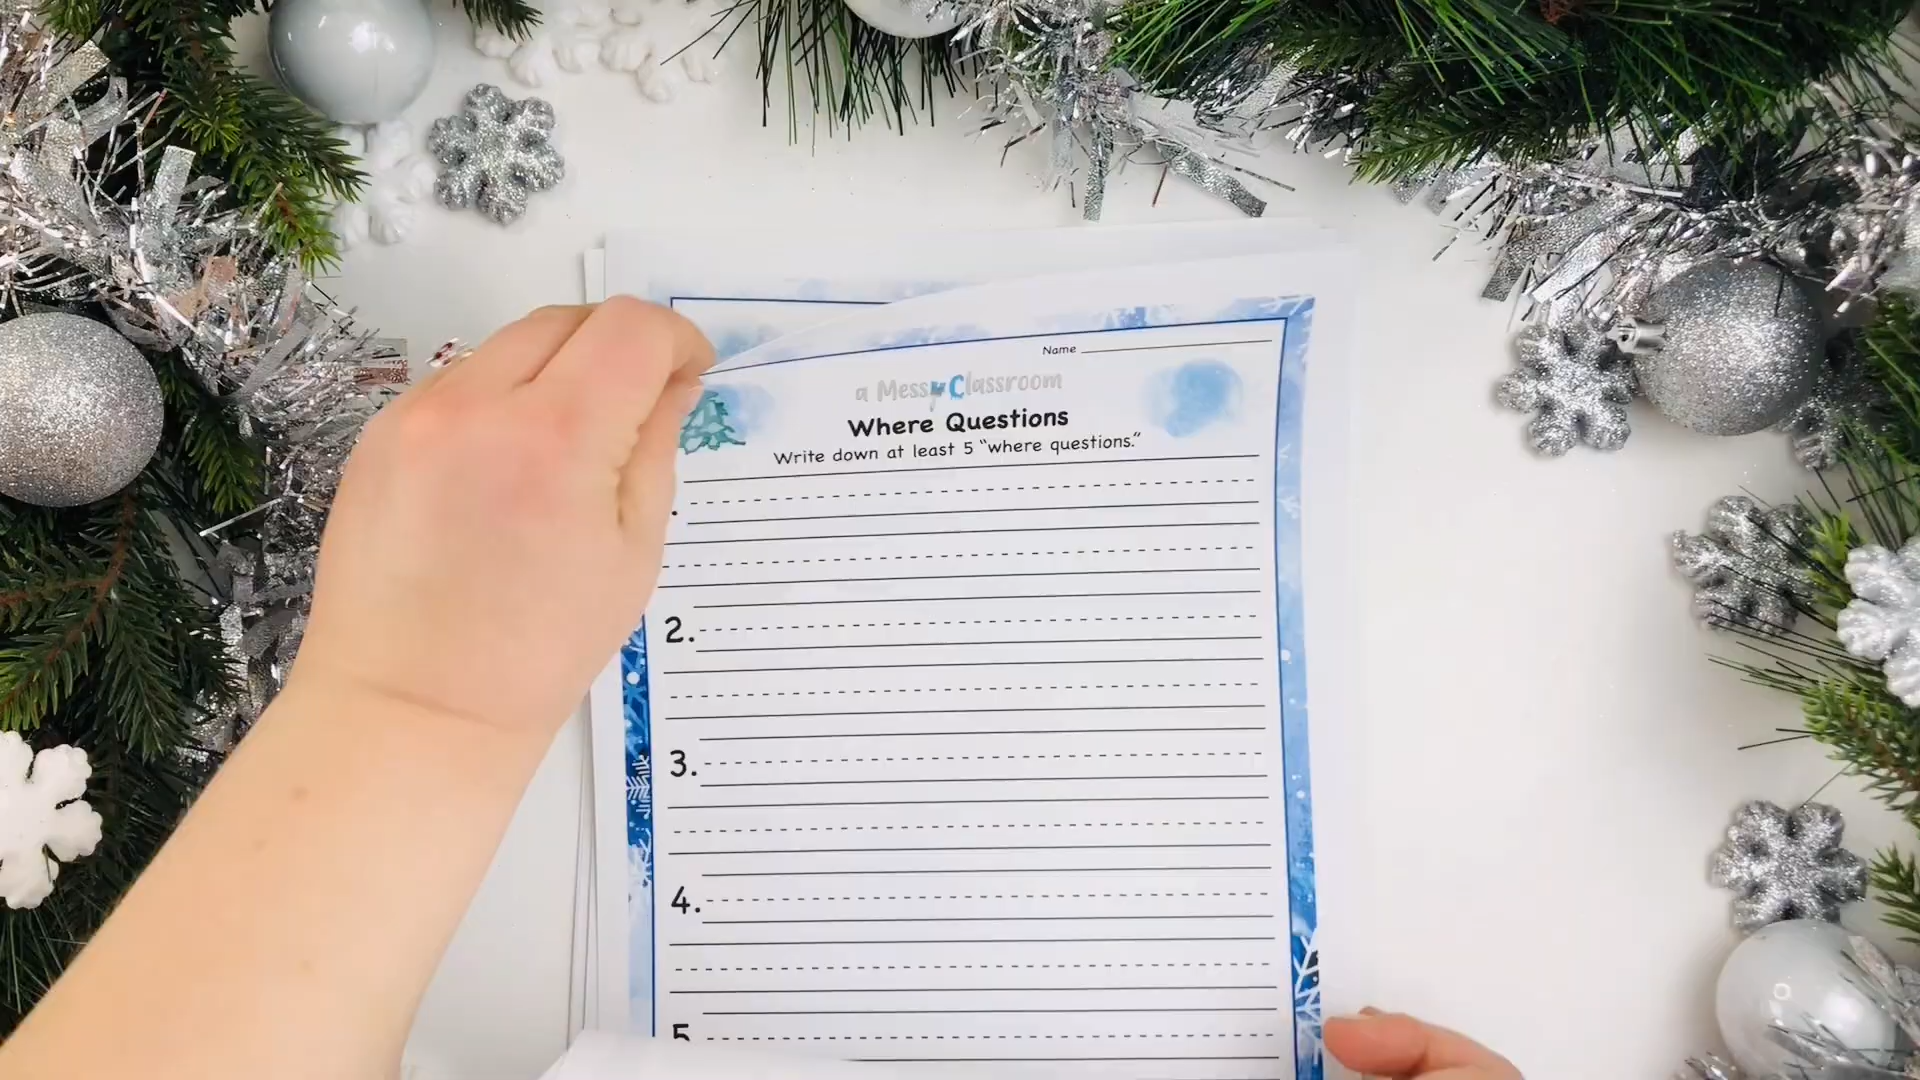 Name
a Messy Classroom
Where Questions
Write down at least 5 “where questions.”
.
2.
3.
4.
5